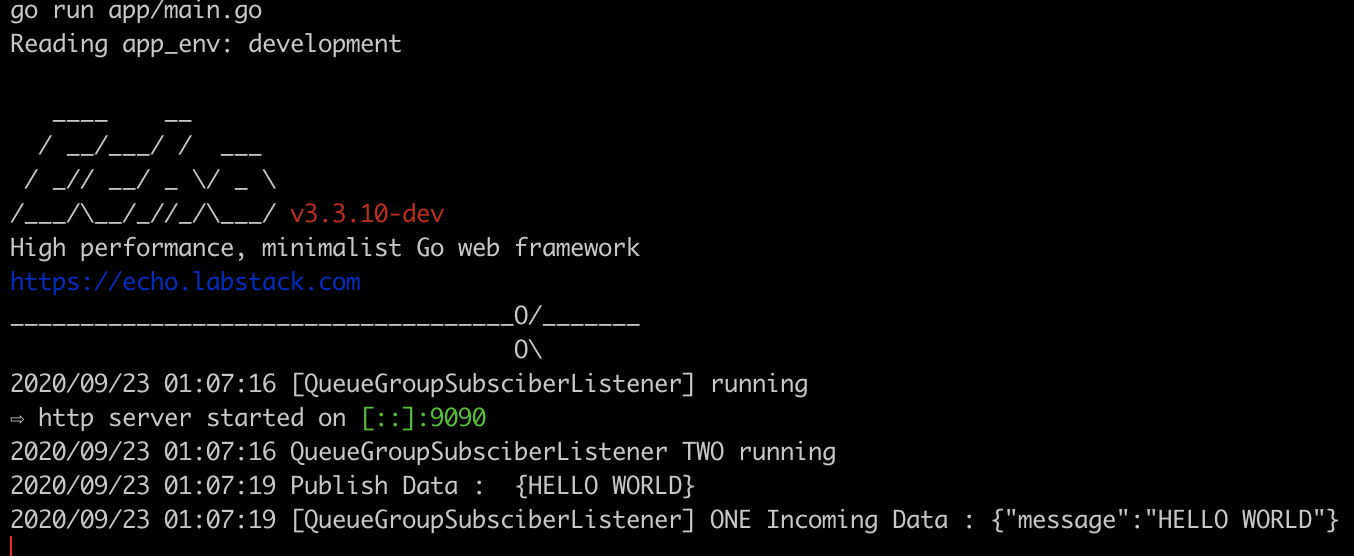 go run app/main.go
Reading app_env: development
   ____    __
  / __/___/ /  ___
 / _// __/ _ \/ _ \
/___/\__/_//_/\___/ v3.3.10-dev
High performance, minimalist Go web framework
https://echo.labstack.com
____________________________________O/_______
                                    O\
2020/09/23 01:07:16 [QueueGroupSubsciberListener] running
⇨ http server started on [::]:9090
2020/09/23 01:07:16 QueueGroupSubsciberListener TWO running
2020/09/23 01:07:19 Publish Data :  {HELLO WORLD}
2020/09/23 01:07:19 [QueueGroupSubsciberListener] ONE Incoming Data : {"message":"HELLO WORLD"}